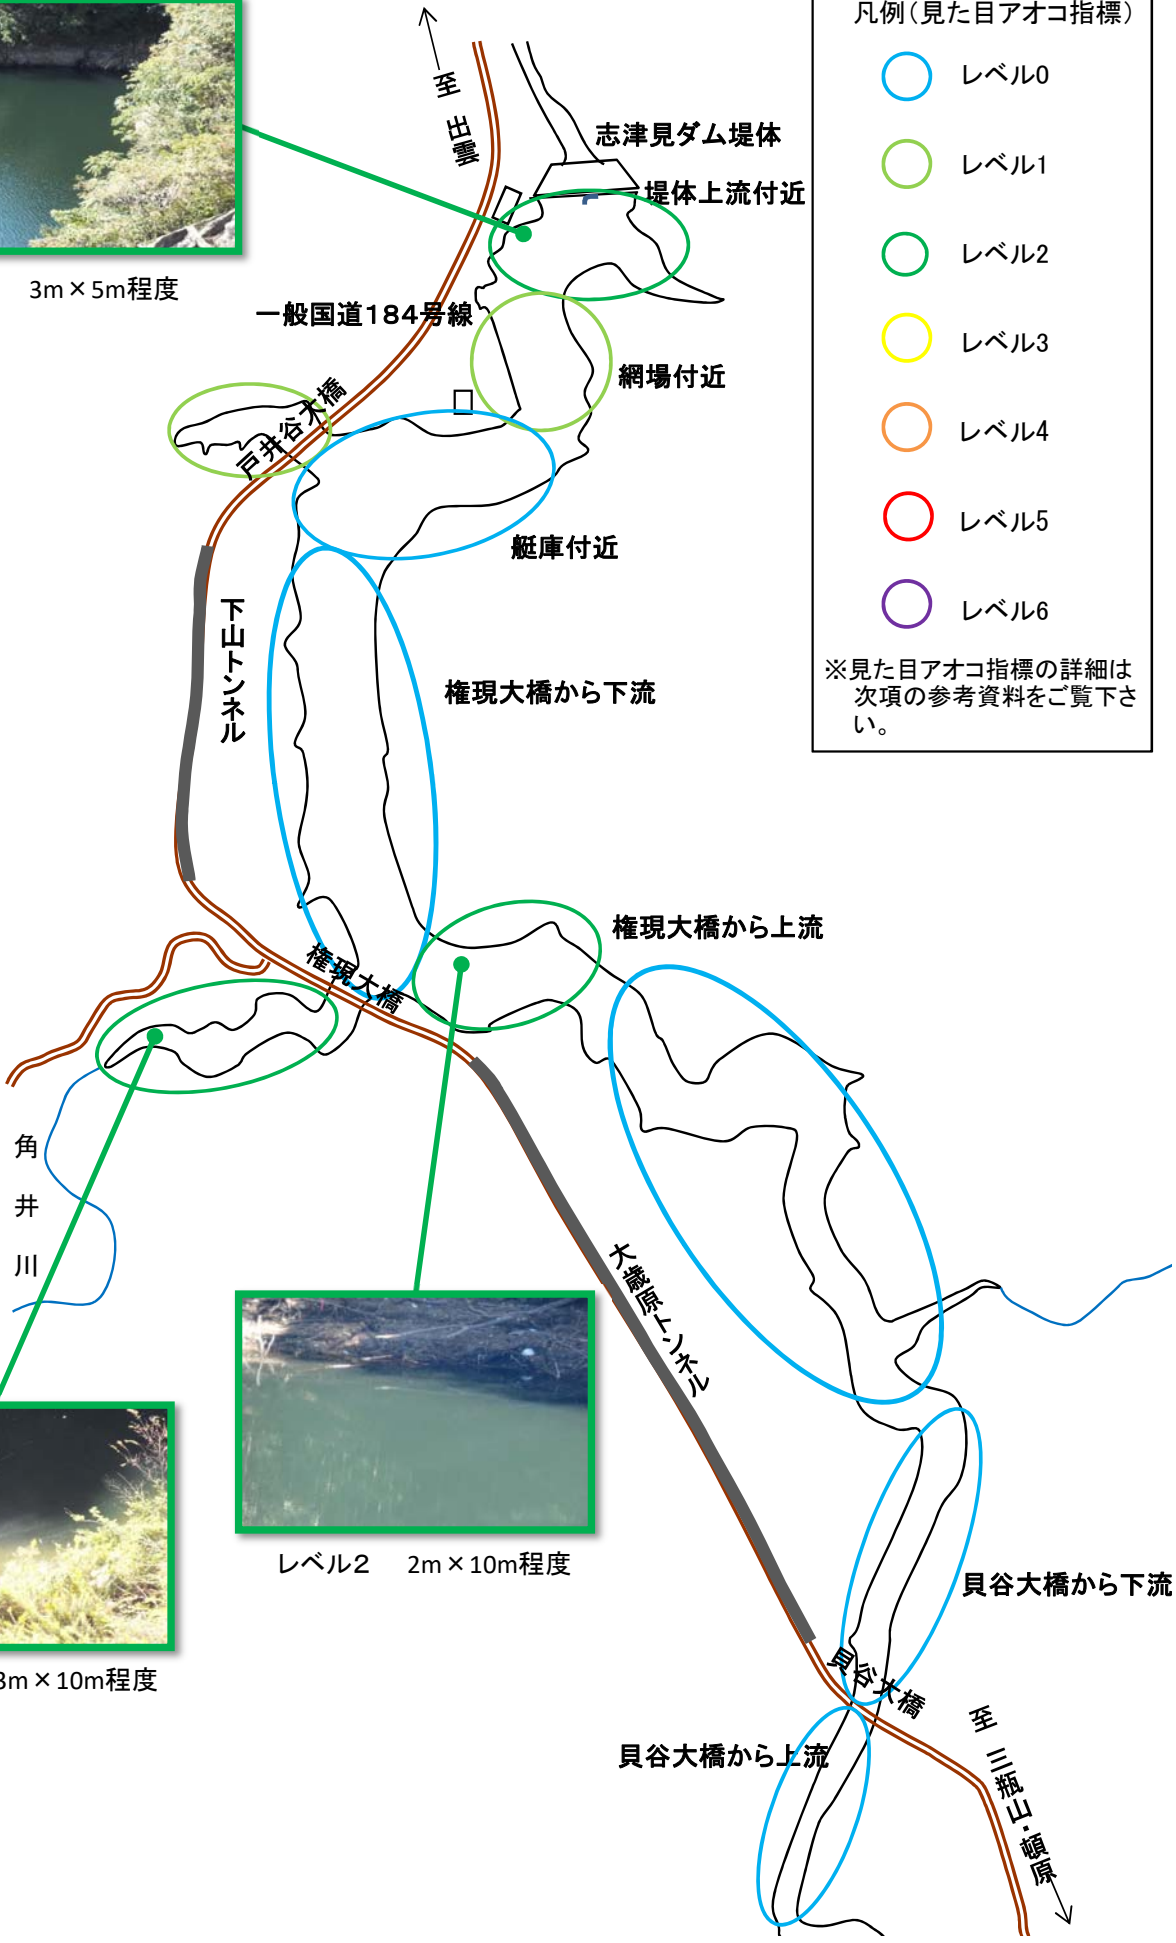 凡例(見た目アオコ指標)
レベル0
レベル1
レベル2
レベル3
レベル4
レベル5
レベル6
※見た目アオコ指標の詳細は
次項の参考資料をご覧下さ
い。
至 出雲
志津見ダム堤体
堤体上流付近
3m×5m程度
一般国道184号線
網場付近
戸井谷大橋
艇庫付近
下山トンネル
権現大橋から下流
権現大橋から上流
権現大橋
角井川
大歳原トンネル
レベル2 2m×10m程度
3m×10m程度
貝谷大橋から下流
貝谷大橋
貝谷大橋から上流
至 三瓶山・頓原